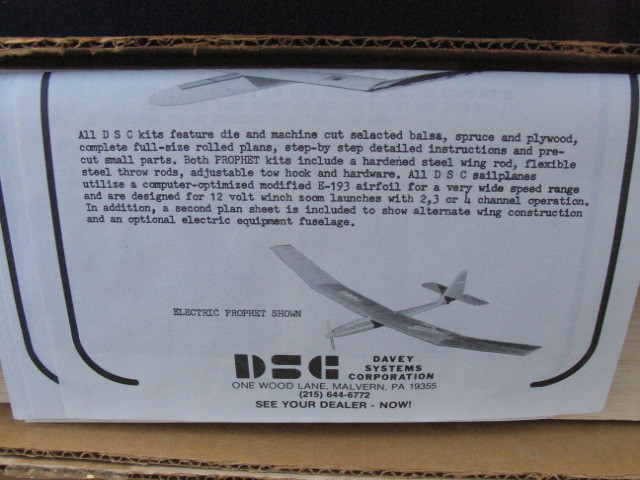 All D S C kits feature die and machine cut selected balsa, spruce and plywood,
complete full-size rolled plans, step-by step detailed instructions and pre-
cut small parts. Both PROPHET kits include a hardened steel wing rod, flexible
steel throw rods, adjustable tow hook and hardware. All D S C sailplanes
utilize a computer-optimized modified E-193 airfoil for a very wide speed range
and are designed for 12 volt winch zoom launches with 2,3 or 4 channel operation.
In addition, a second plan sheet is included to show alternate wing construction
and an optional electric equipment fuselage.
ELECTRIC PROPHET SHOWN
DSC
DAVEY
SYSTEMS
CORPORATION
ONE WOOD LANE, MALVERN, PA 19355
(215) 644-6772
SEE YOUR DEALER - NOW!